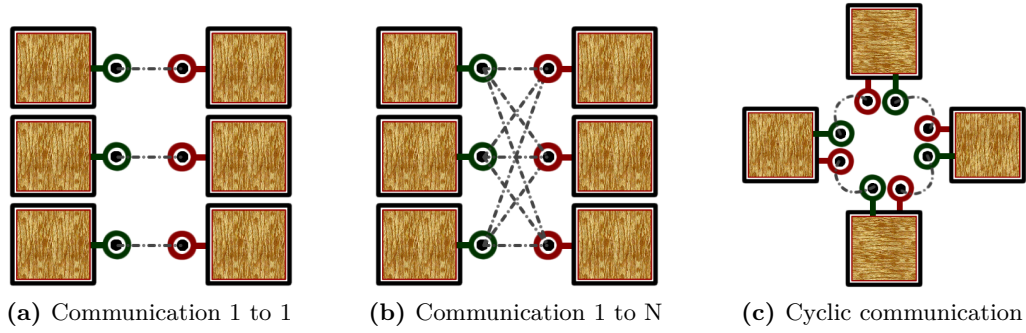 (a) Communication 1 to 1
(b) Communication 1 to N
(c) Cyclic communication